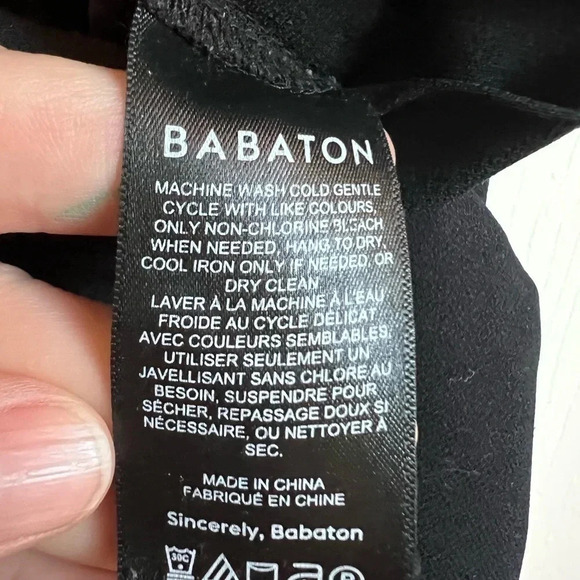 BABATON
MACHINE WASH COLD GENTLE
CYCLE WITH LIKE COLOURS,
ONLY NON-CHLORINE BLEACH
WHEN NEEDED, HANG TO DRY,
COOL IRON ONLY IF NEEDED, OR
DRY CLEAN
LAVER À LA MACHINE À L'EAU
FROIDE AU CYCLE DÉLICAT
AVEC COULEURS SEMBLABLES,
UTILISER SEULEMENT UN
JAVELLISANT SANS CHLORE AU
BESOIN, SUSPENDRE POUR
SÉCHER, REPASSAGE DOUX SI
NÉCESSAIRE, OU NETTOYER À
SEC.
MADE IN CHINA
FABRIQUÉ EN CHINE
Sincerely, Babaton
30C